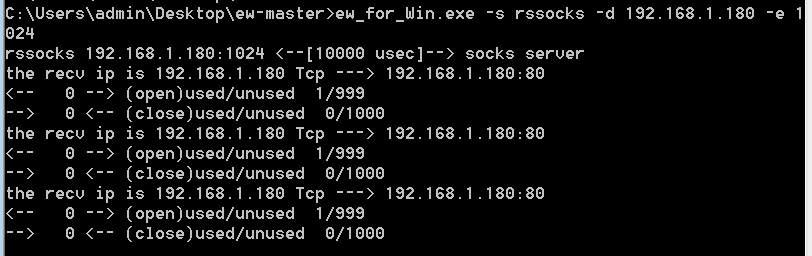 C:\Users\admin\Desktop\ew-master>ew_for_Win.exe -s rssocks -d 192.168.1.180 -e 1
024
rssocks 192.168.1.180:1024 <--[10000 usec]--> socks server
the recv ip is 192.168.1.180 Tcp ---> 192.168.1.180:80
<--   0 --> (open)used/unused  1/999
-->   0 <-- (close)used/unused  0/1000
the recv ip is 192.168.1.180 Tcp ---> 192.168.1.180:80
<--   0 --> (open)used/unused  1/999
-->   0 <-- (close)used/unused  0/1000
the recv ip is 192.168.1.180 Tcp ---> 192.168.1.180:80
<--   0 --> (open)used/unused  1/999
-->   0 <-- (close)used/unused  0/1000